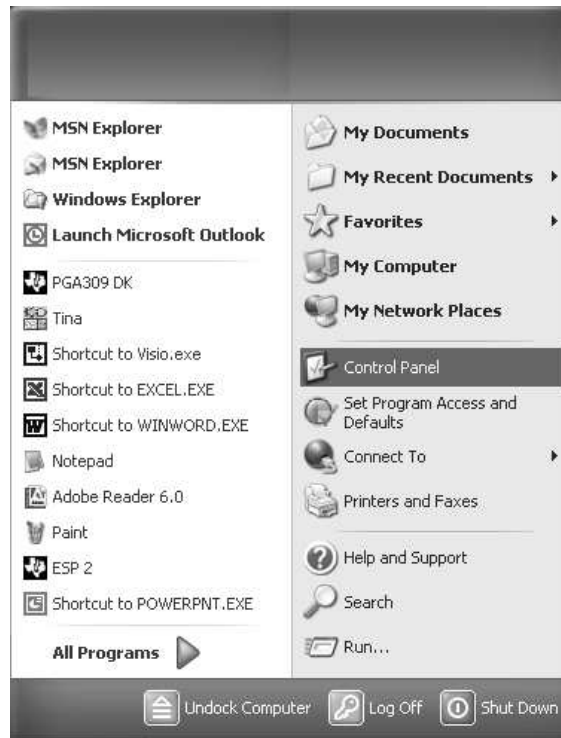 MSN Explorer
MSN Explorer
Windows Explorer
Launch Microsoft Outlook
PGA309 DK
Tina
Shortcut to Visio.exe
Shortcut to EXCEL.EXE
Shortcut to WINWORD.EXE
Notepad
Adobe Reader 6.0
Paint
ESP 2
Shortcut to POWERPNT.EXE
All Programs
My Documents
My Recent Documents
Favorites
My Computer
My Network Places
Control Panel
Set Program Access and
Defaults
Connect To
Printers and Faxes
Help and Support
Search
Run...
Undock Computer
Log Off
Shut Down